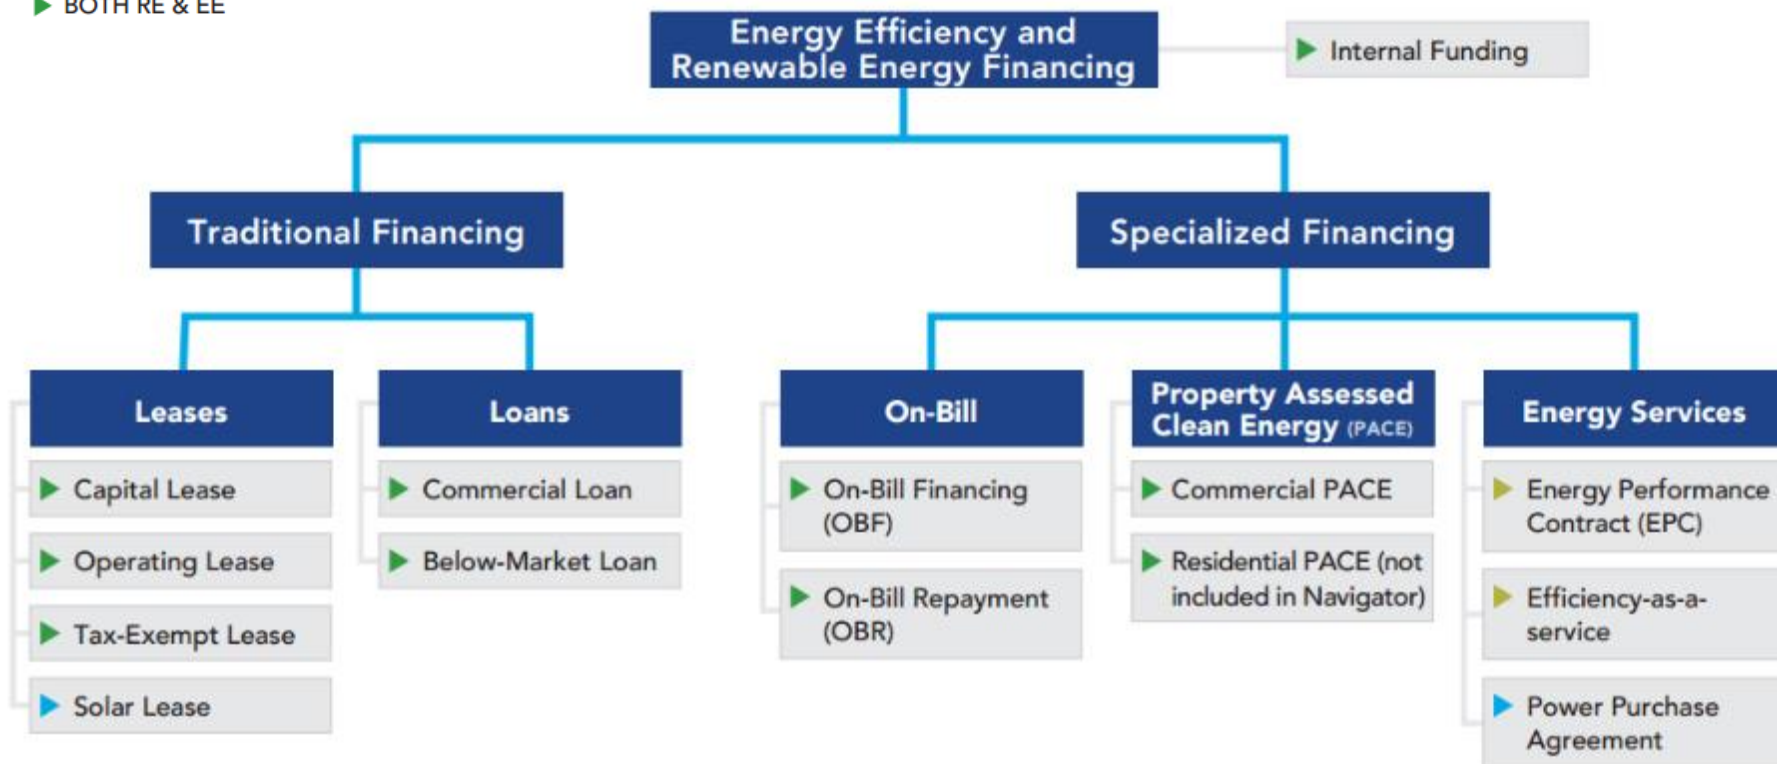 BOTH RE & EE
Energy Efficiency and
Renewable Energy Financing
Internal Funding
Traditional Financing
Specialized Financing
Leases
Capital Lease
Operating Lease
Tax-Exempt Lease
Solar Lease
Loans
Commercial Loan
Below-Market Loan
On-Bill
On-Bill Financing
(OBF)
On-Bill Repayment
(OBR)
Property Assessed
Clean Energy (PACE)
Commercial PACE
Residential PACE (not
included in Navigator)
Energy Services
Energy Performance
Contract (EPC)
Efficiency-as-a-
service
Power Purchase
Agreement